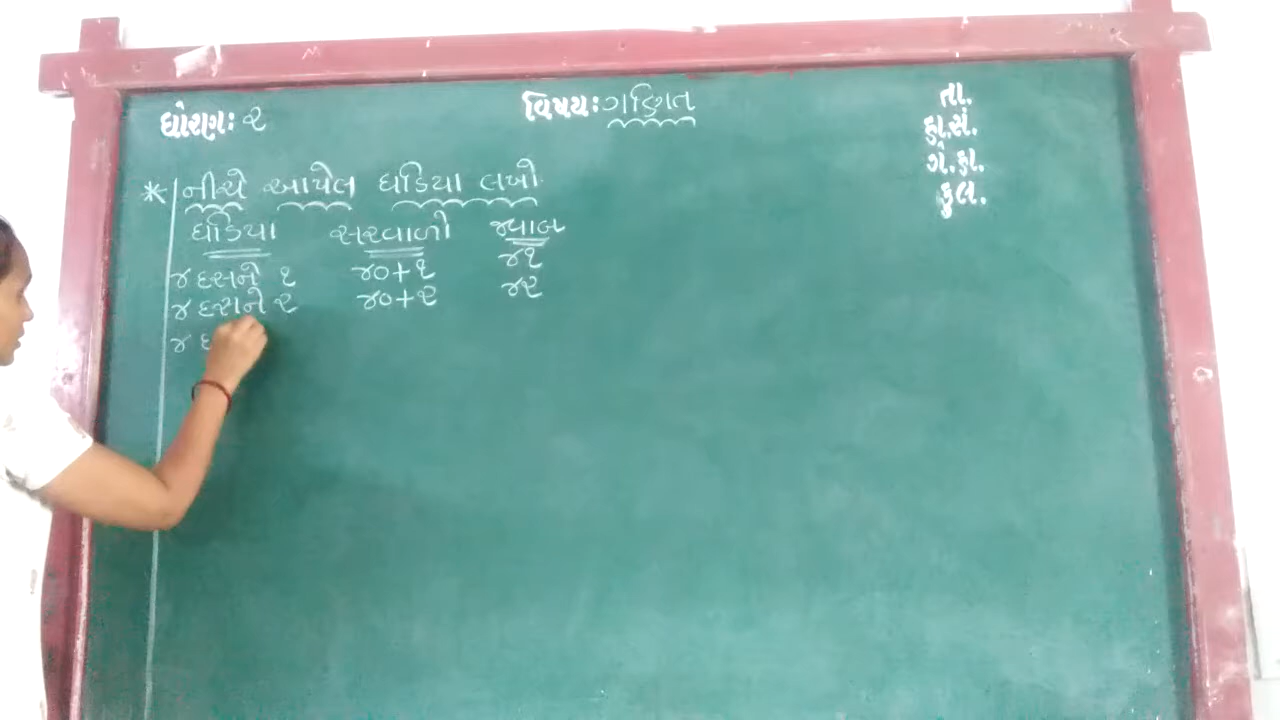 ધોરણઃ ૨
વિષયઃ ગણિત
તા.
હા.સં.
ગે.હા.
કુલ.
* નીચે આપેલ ઘડિયા લખો.
ઘડિયા સરવાળો જવાબ
૪ દસને ૧ ૪૦+૧ ૪૧
૪ દસને ૨ ૪૦+૨ ૪૨
૪ દ